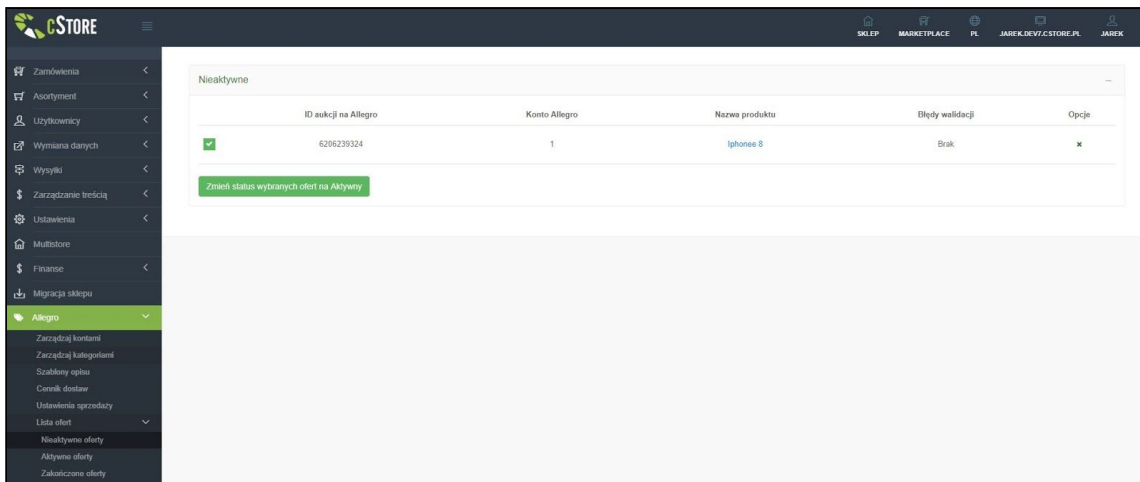 cStore
SKLEP
MARKETPLACE
PL
JAREK.DEV7.CSTORE.PL
JAREK
Zamówienia
Asortyment
Użytkownicy
Wymiana danych
Wysyłki
Zarządzanie treścią
Ustawienia
Multistore
Finanse
Migracja sklepu
Allegro
Zarządzaj kontami
Zarządzaj kategoriami
Szablony opisu
Cennik dostaw
Ustawienia sprzedaży
Lista ofert
Nieaktywne oferty
Aktywne oferty
Zakończone oferty
Nieaktywne
ID aukcji na Allegro Konto Allegro Nazwa produktu Błędy walidacji Opcje
6206239324 1 Iphonee 8 Brak
Zmień status wybranych ofert na Aktywny